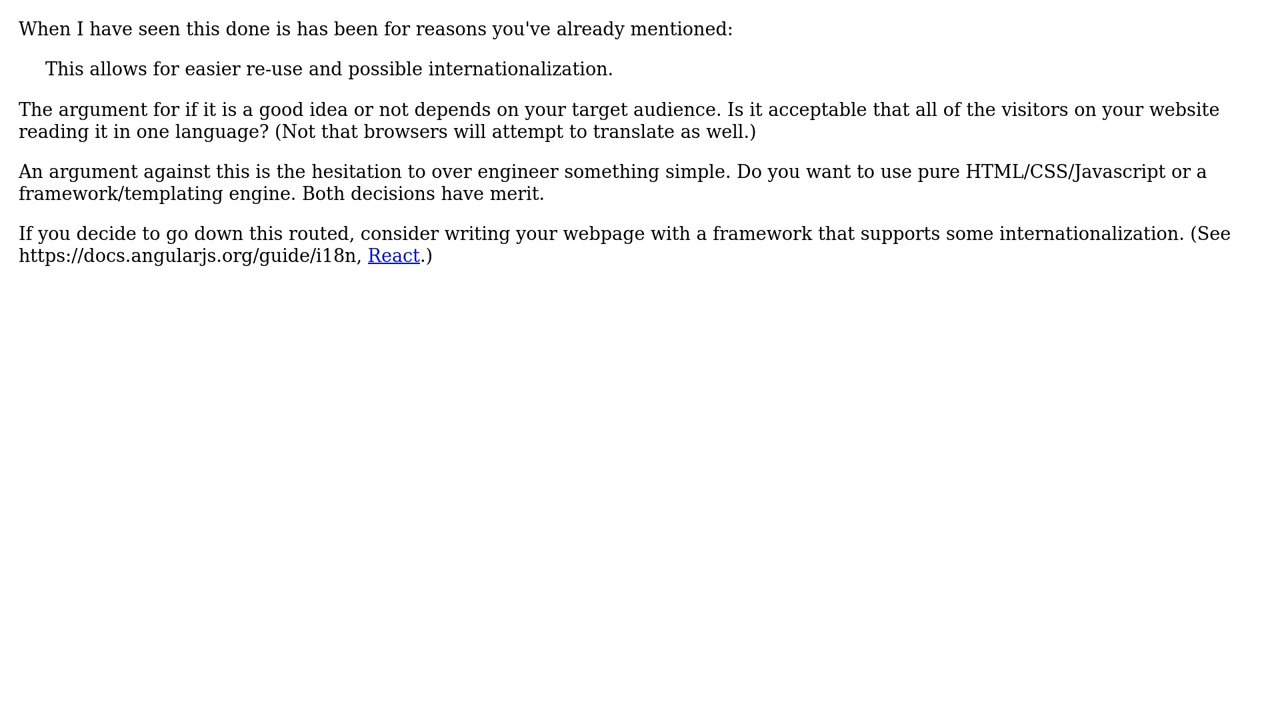 When I have seen this done is has been for reasons you've already mentioned:
This allows for easier re-use and possible internationalization.
The argument for if it is a good idea or not depends on your target audience. Is it acceptable that all of the visitors on your website
reading it in one language? (Not that browsers will attempt to translate as well.)
An argument against this is the hesitation to over engineer something simple. Do you want to use pure HTML/CSS/Javascript or a
framework/templating engine. Both decisions have merit.
If you decide to go down this routed, consider writing your webpage with a framework that supports some internationalization. (See
https://docs.angularjs.org/guide/i18n, React.)